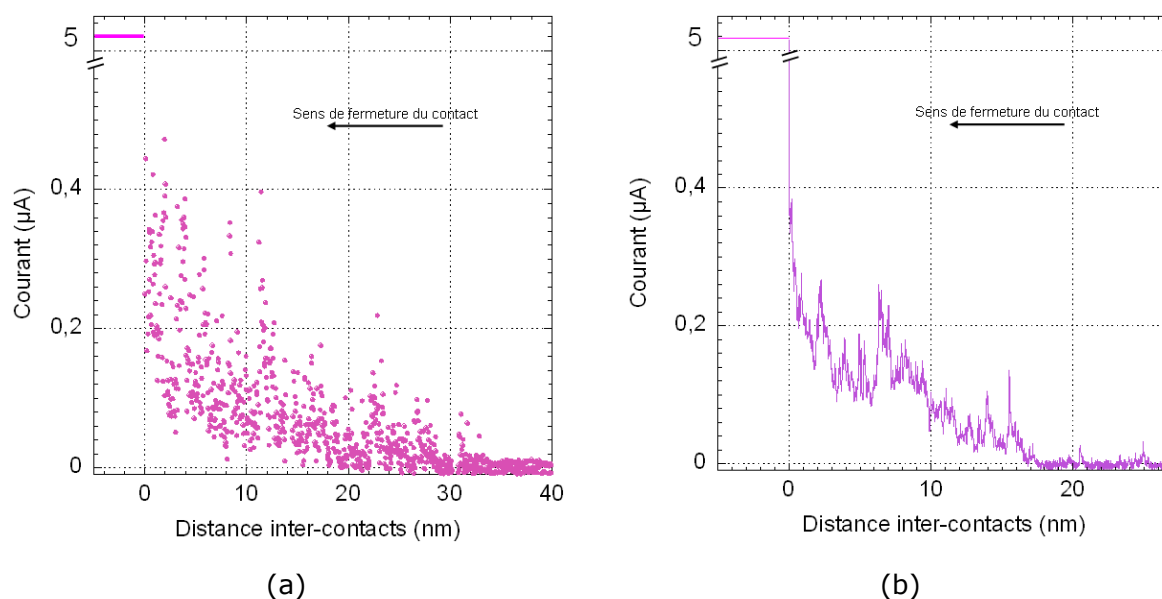 5
Sens de fermeture du contact
0,4
Courant (µA)
0,2
0
0
10
20
30
40
Distance inter-contacts (nm)
(a)
5
Sens de fermeture du contact
0,4
Courant (µA)
0,2
0
0
10
20
Distance inter-contacts (nm)
(b)